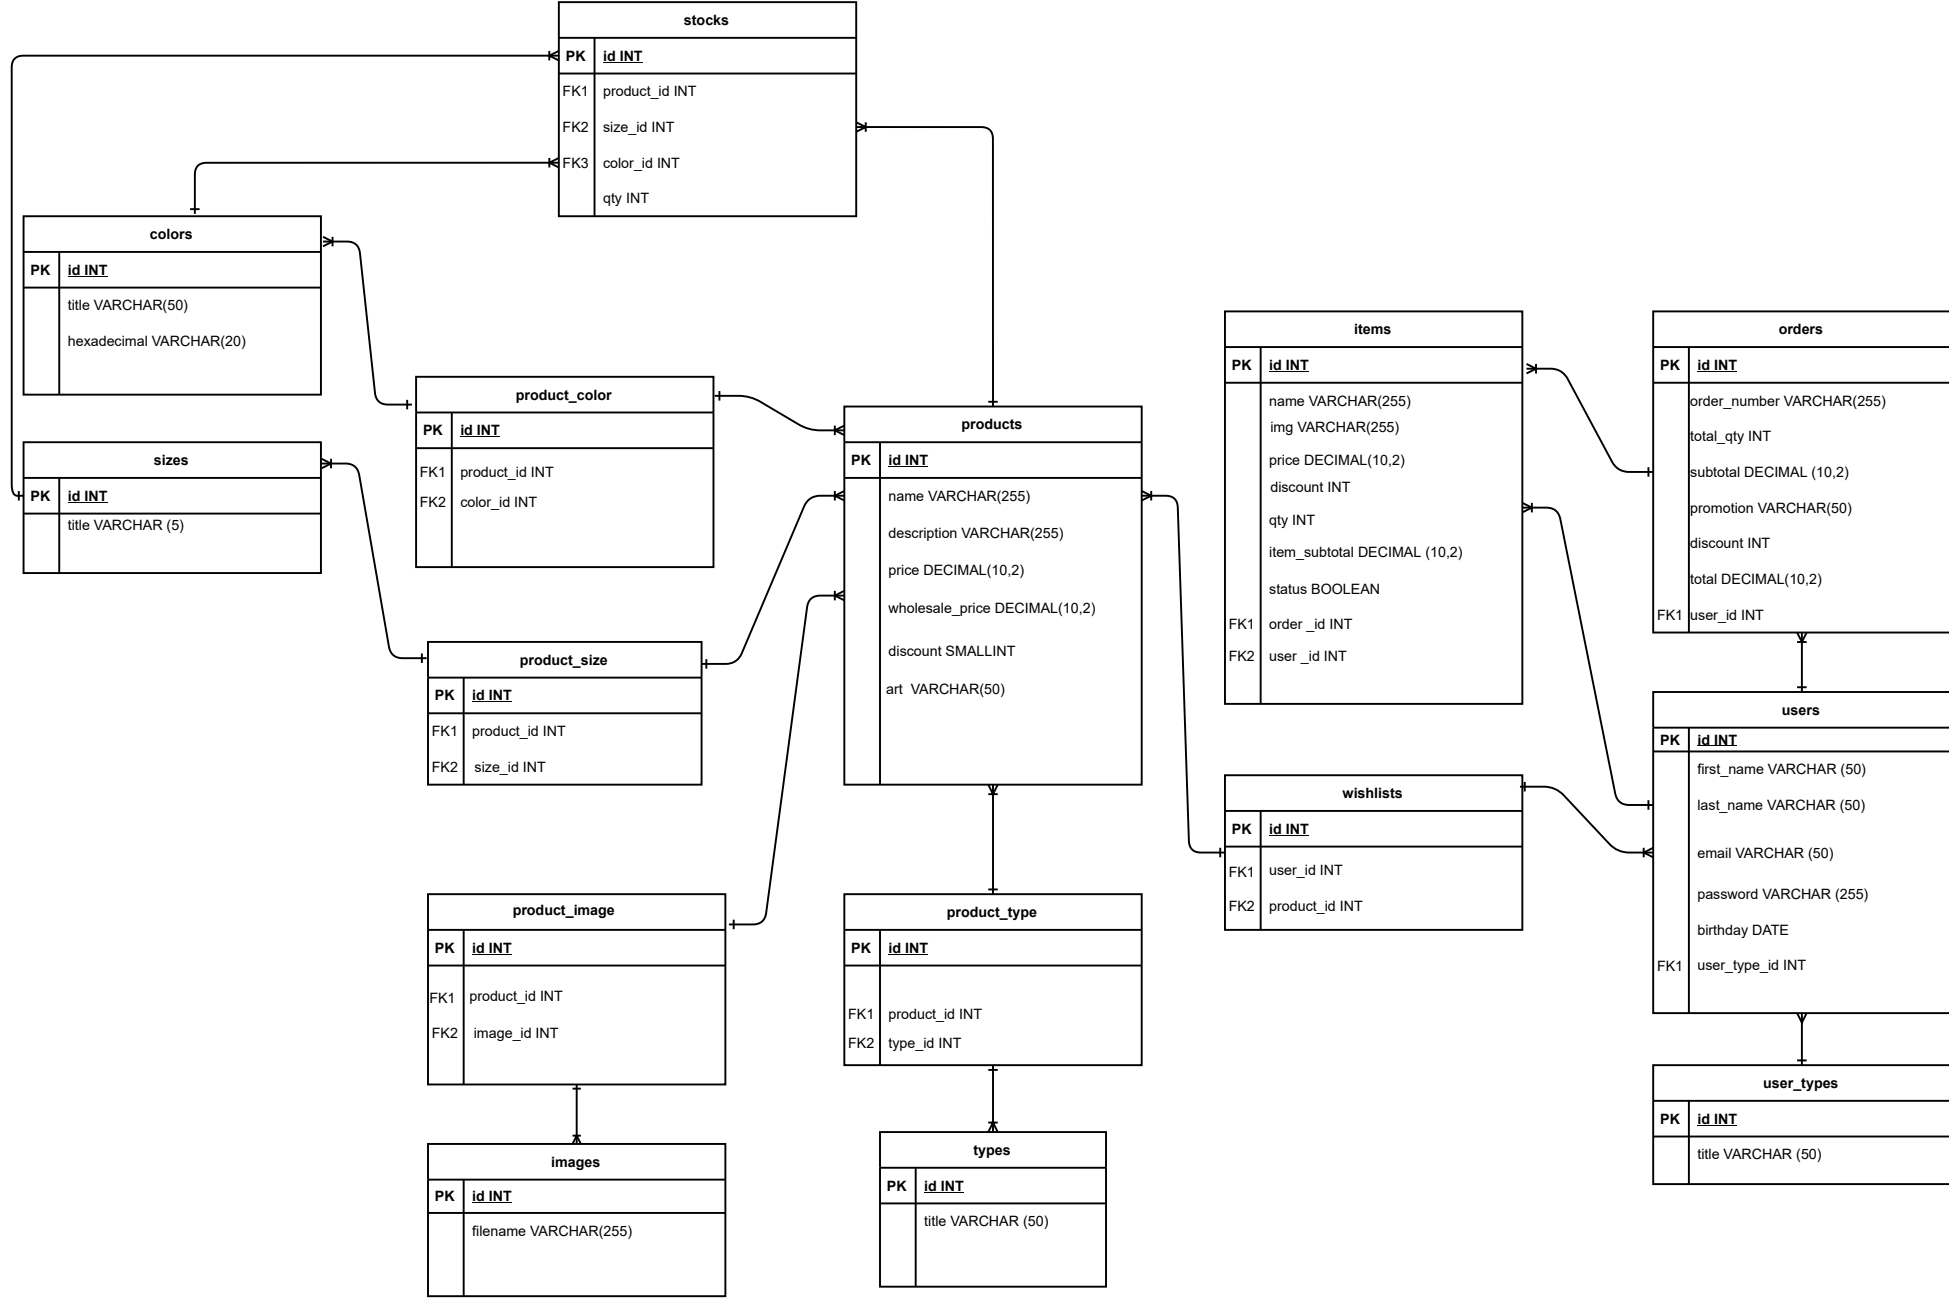 stocks
PK id INT
FK1 product_id INT
FK2 size_id INT
FK3 color_id INT
qty INT
colors
PK id INT
title VARCHAR(50)
hexadecimal VARCHAR(20)
sizes
PK id INT
title VARCHAR (5)
product_color
PK id INT
FK1 product_id INT
FK2 color_id INT
product_size
PK id INT
FK1 product_id INT
FK2 size_id INT
products
PK id INT
name VARCHAR(255)
description VARCHAR(255)
price DECIMAL(10,2)
wholesale_price DECIMAL(10,2)
discount SMALLINT
art VARCHAR(50)
product_image
PK id INT
FK1 product_id INT
FK2 image_id INT
images
PK id INT
filename VARCHAR(255)
product_type
PK id INT
FK1 product_id INT
FK2 type_id INT
types
PK id INT
title VARCHAR (50)
items
PK id INT
name VARCHAR(255)
img VARCHAR(255)
price DECIMAL(10,2)
discount INT
qty INT
item_subtotal DECIMAL (10,2)
status BOOLEAN
FK1 order _id INT
FK2 user _id INT
wishlists
PK id INT
FK1 user_id INT
FK2 product_id INT
orders
PK id INT
order_number VARCHAR(255)
total_qty INT
subtotal DECIMAL (10,2)
promotion VARCHAR(50)
discount INT
total DECIMAL(10,2)
FK1 user_id INT
users
PK id INT
first_name VARCHAR (50)
last_name VARCHAR (50)
email VARCHAR (50)
password VARCHAR (255)
birthday DATE
FK1 user_type_id INT
user_types
PK id INT
title VARCHAR (50)